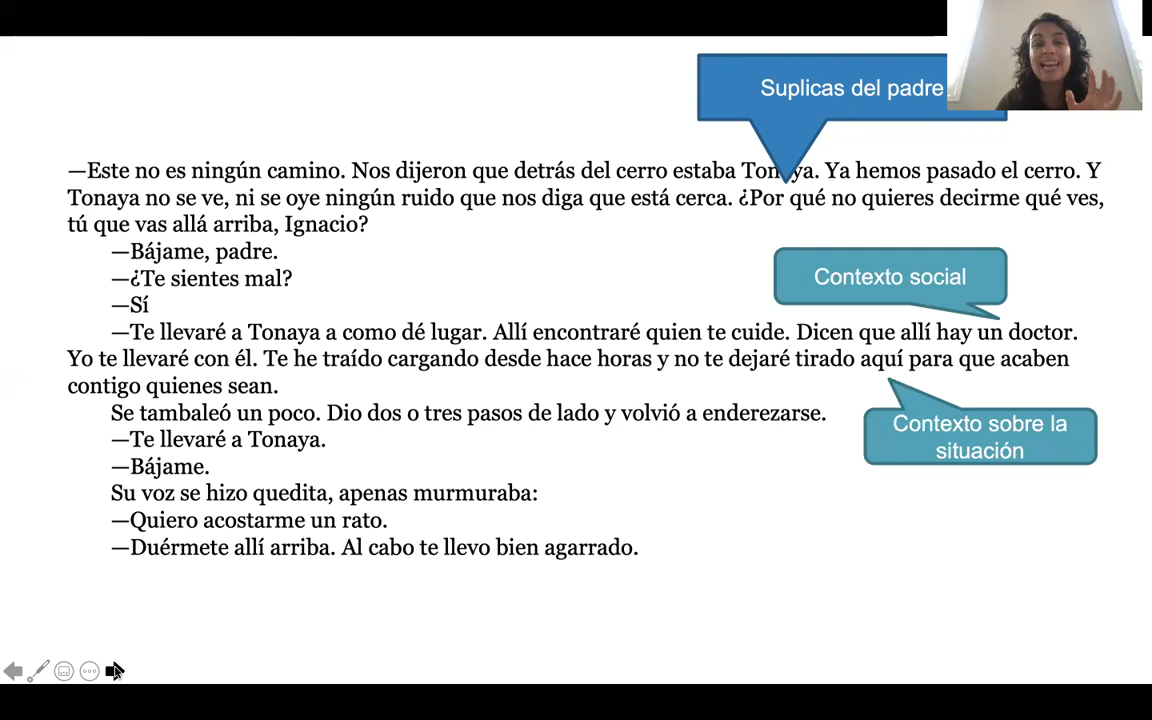 Suplicas del padre
—Este no es ningún camino. Nos dijeron que detrás del cerro estaba Ton ya. Ya hemos pasado el cerro. Y
Tonaya no se ve, ni se oye ningún ruido que nos diga que está cerca. ¿Por qué no quieres decirme qué ves,
tú que vas allá arriba, Ignacio?
—Bájame, padre.
—¿Te sientes mal?
—Sí
Contexto social
—Te llevaré a Tonaya a como dé lugar. Allí encontraré quien te cuide. Dicen que allí hay un doctor.
Yo te llevaré con él. Te he traído cargando desde hace horas y no te dejaré tirado aquí para que acaben
contigo quienes sean.
Se tambaleó un poco. Dio dos o tres pasos de lado y volvió a enderezarse.
Contexto sobre la
situación
—Te llevaré a Tonaya.
—Bájame.
Su voz se hizo quedita, apenas murmuraba:
—Quiero acostarme un rato.
—Duérmete allí arriba. Al cabo te llevo bien agarrado.